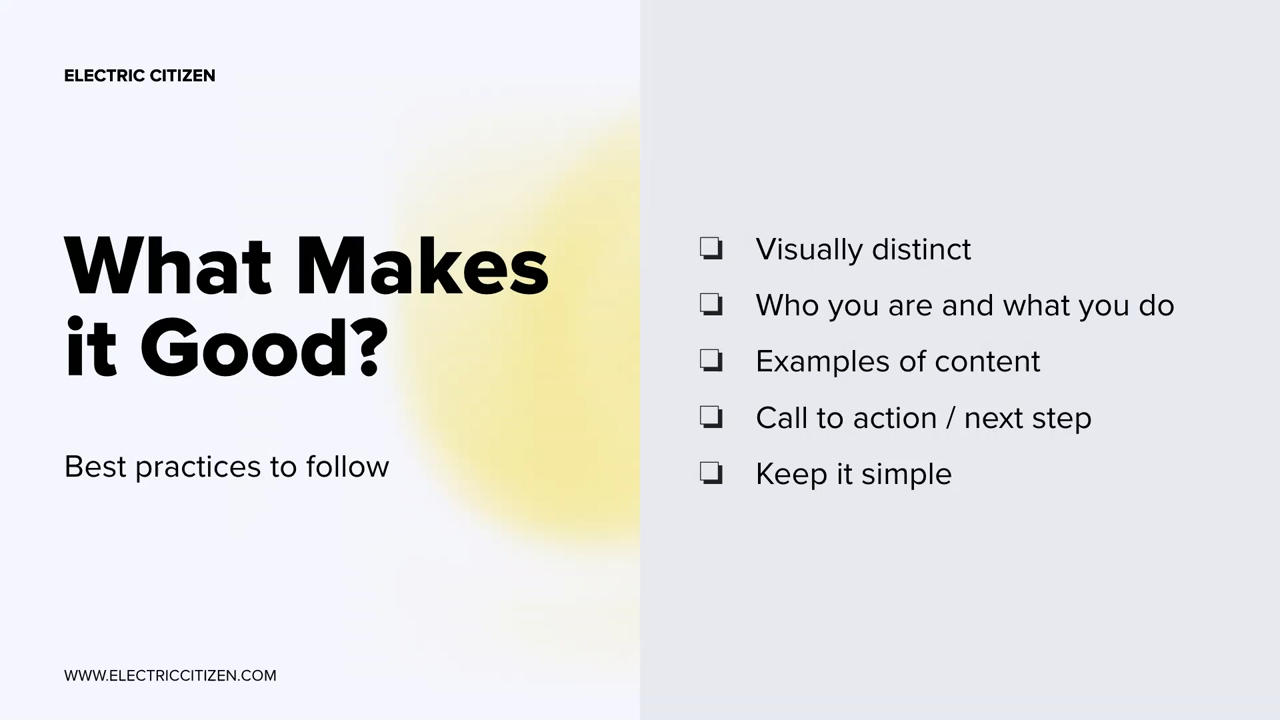 ELECTRIC CITIZEN
What Makes
it Good?
Best practices to follow
WWW.ELECTRICCITIZEN.COM
❏ Visually distinct
❏ Who you are and what you do
❏ Examples of content
❏ Call to action / next step
❏ Keep it simple